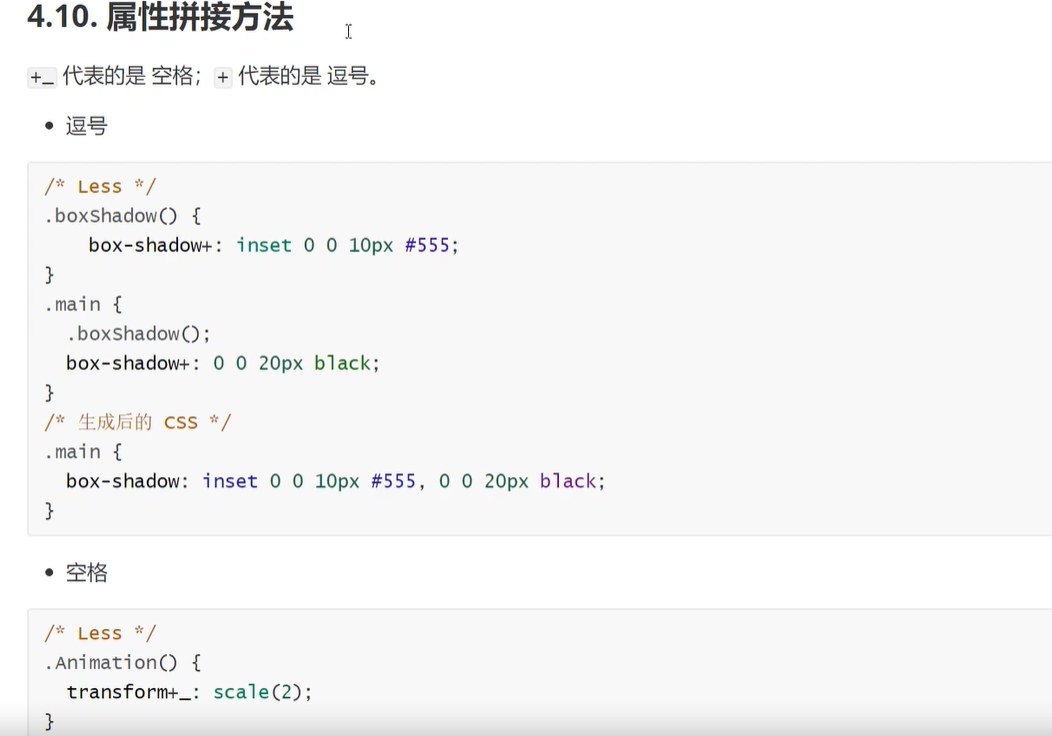 4.10. 属性拼接方法
+_ 代表的是 空格; + 代表的是 逗号。
• 逗号
/* Less */
.boxShadow() {
    box-shadow+: inset 0 0 10px #555;
}
.main {
  .boxShadow();
  box-shadow+: 0 0 20px black;
}
/* 生成后的 CSS */
.main {
  box-shadow: inset 0 0 10px #555, 0 0 20px black;
}
• 空格
/* Less */
.Animation() {
  transform+_: scale(2);
}